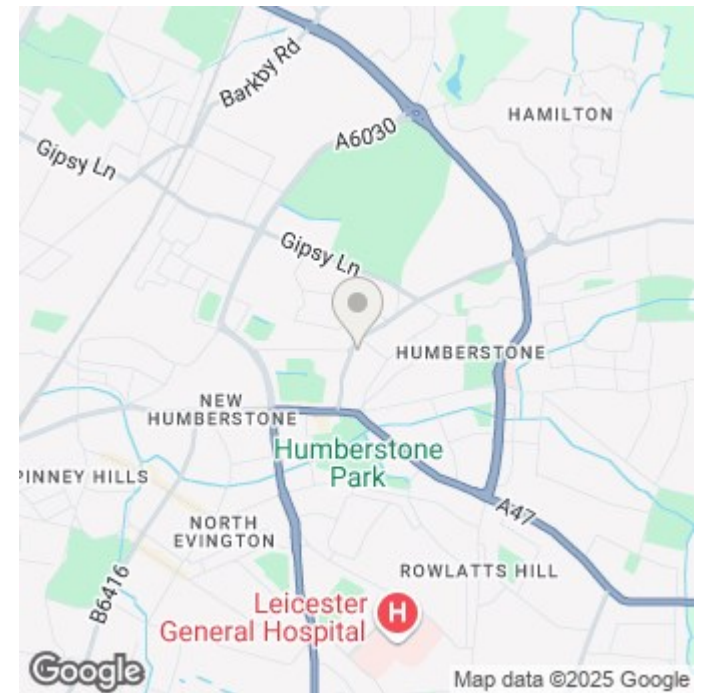 Barkby Rd
HAMILTON
A6030
Gipsy Ln
Gipsy Ln
HUMBERSTONE
NEW
HUMBERSTONE
Humberstone
Park
PINNEY HILLS
A47
NORTH
EVINGTON
ROWLATTS HILL
B6416
Leicester
General Hospital
H
Google
Map data ©2025 Google